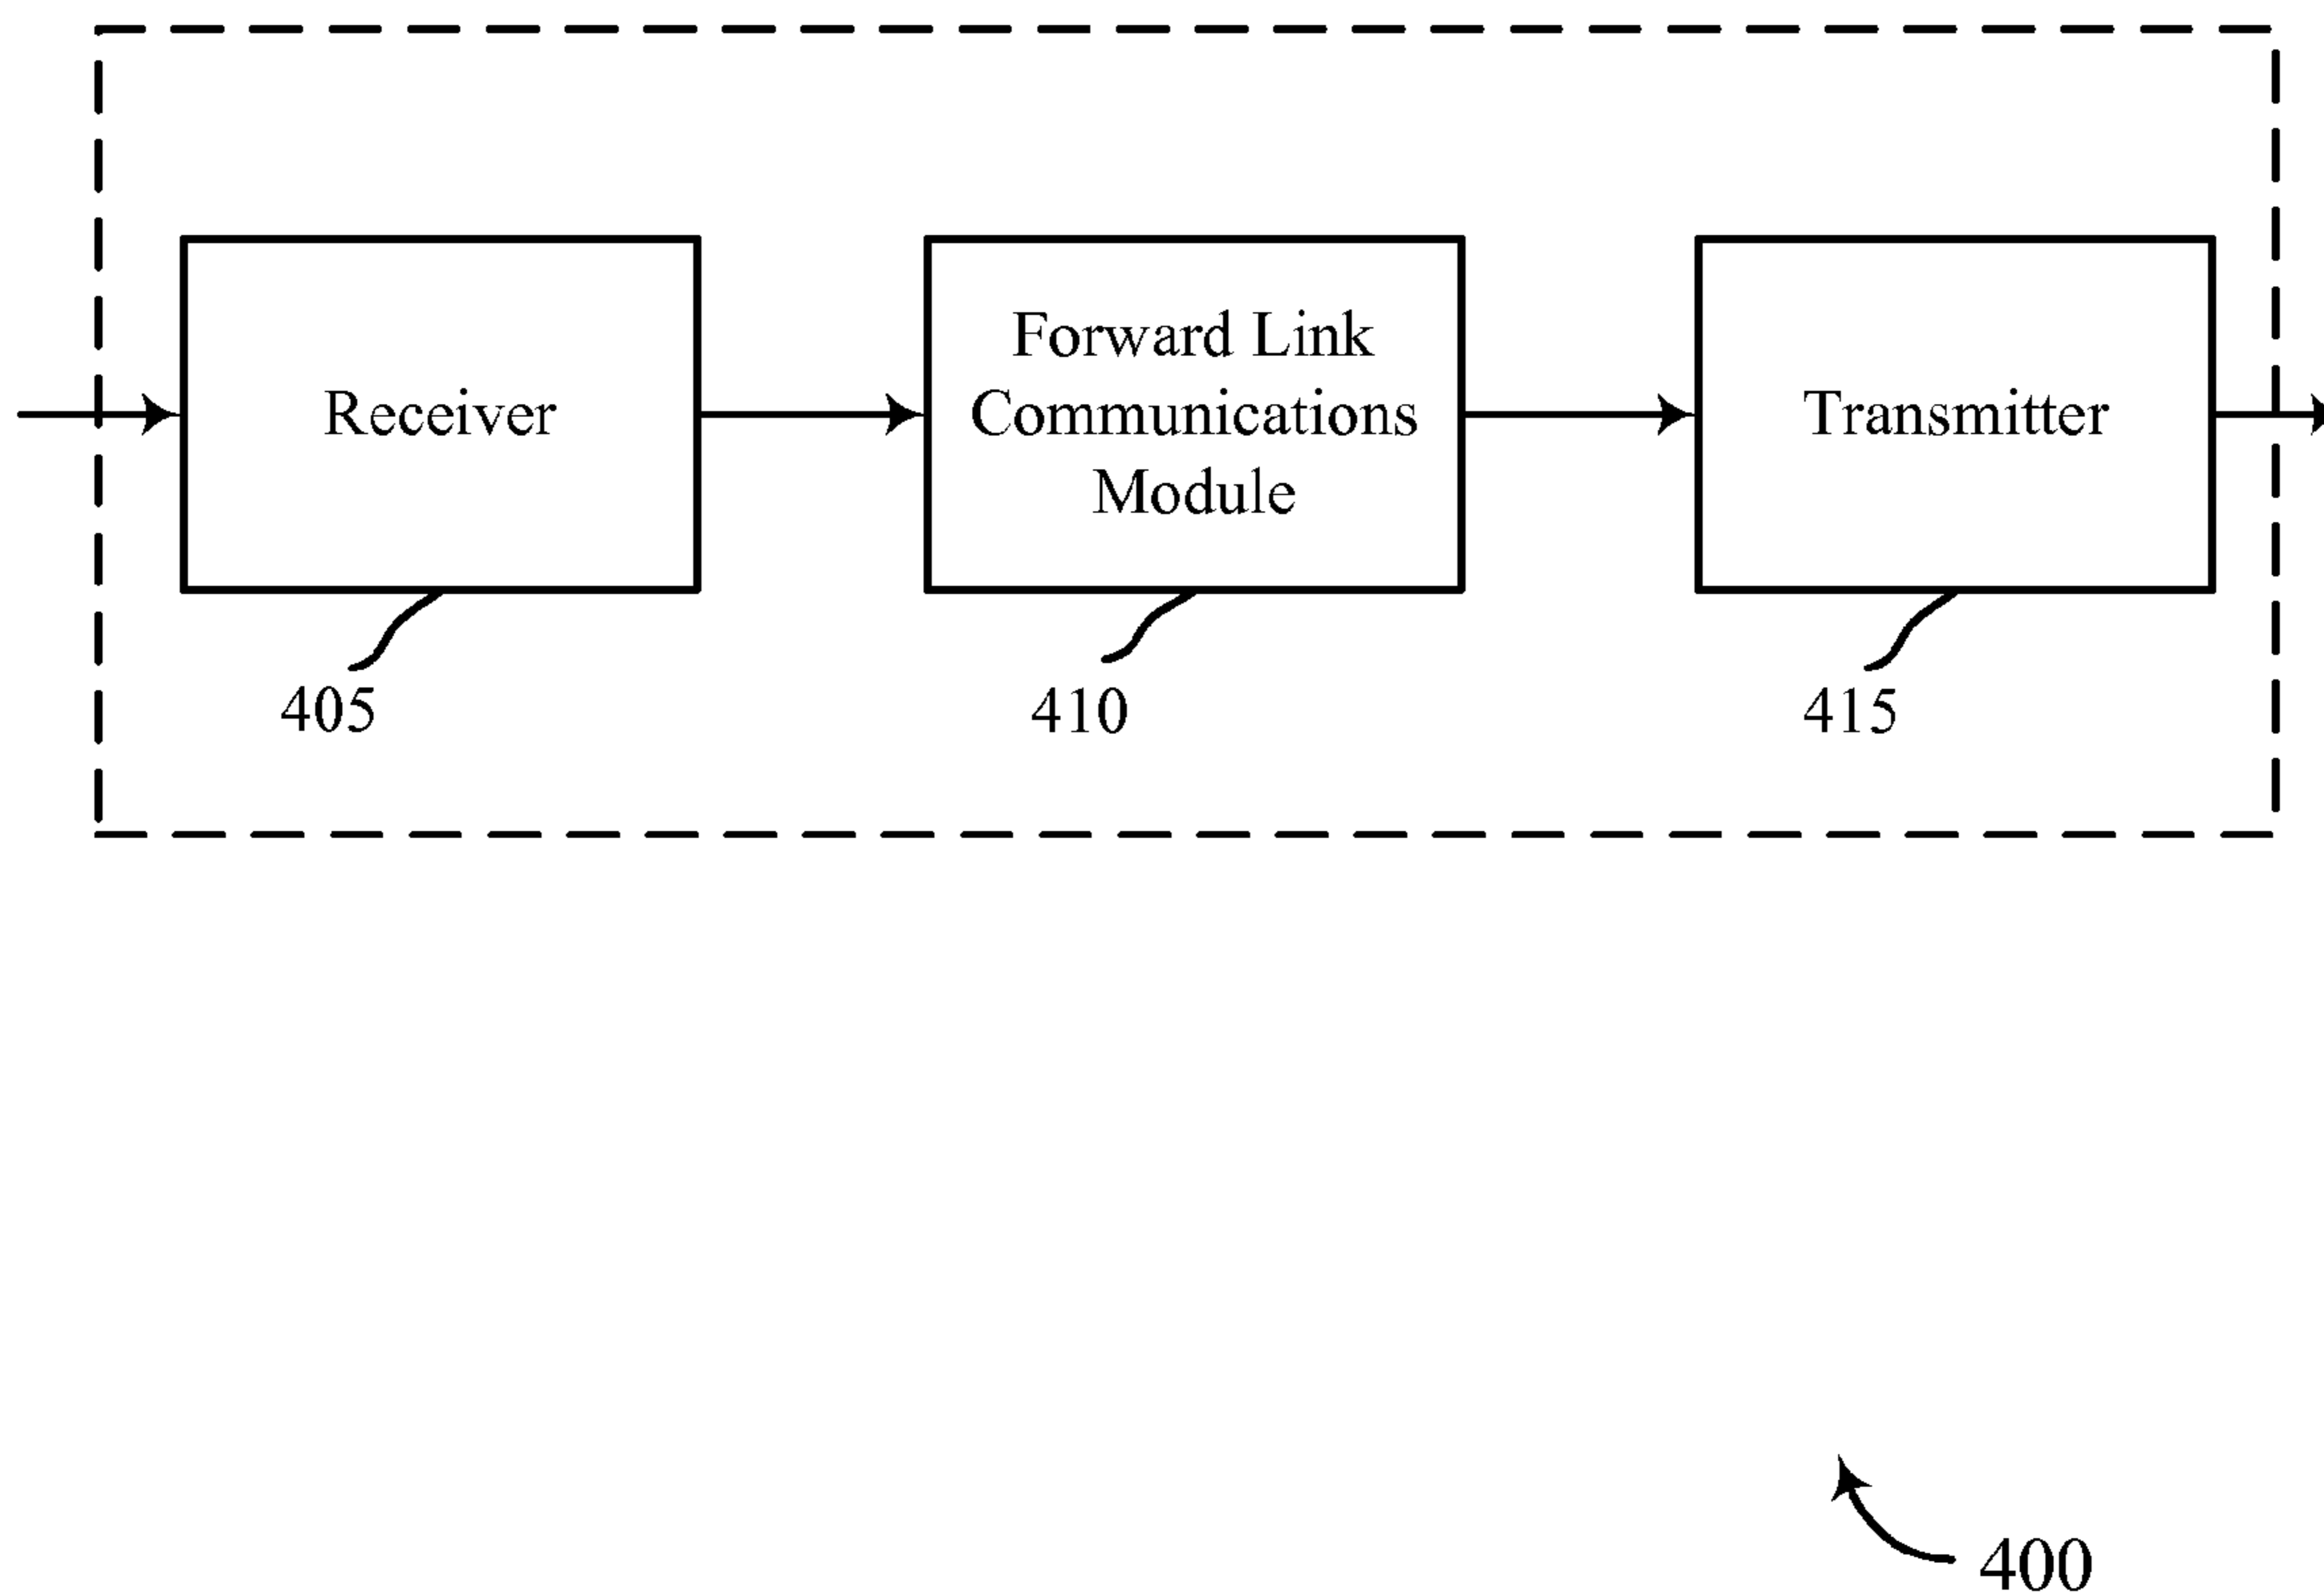 Receiver
Forward Link
Communications
Module
Transmitter
405
410
415
400